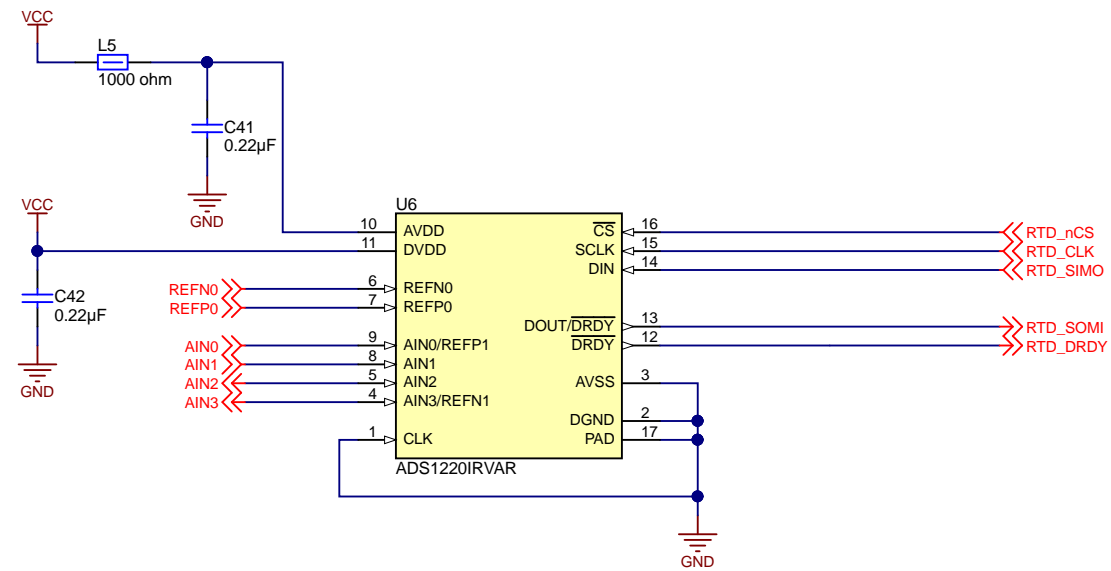 VCC
L5
1000 ohm
C41
0.22µF
GND
VCC
C42
0.22µF
GND
U6
10 AVDD
11 DVDD
6 REFN0
7 REFP0
9 AIN0/REFP1
8 AIN1
5 AIN2
4 AIN3/REFN1
1 CLK
REFN0
REFP0
AIN0
AIN1
AIN2
AIN3
CS 16
SCLK 15
DIN 14
DOUT/DRDY 13
DRDY 12
AVSS 3
DGND 2
PAD 17
ADS1220IRVAR
RTD_nCS
RTD_CLK
RTD_SIMO
RTD_SOMI
RTD_DRDY
GND